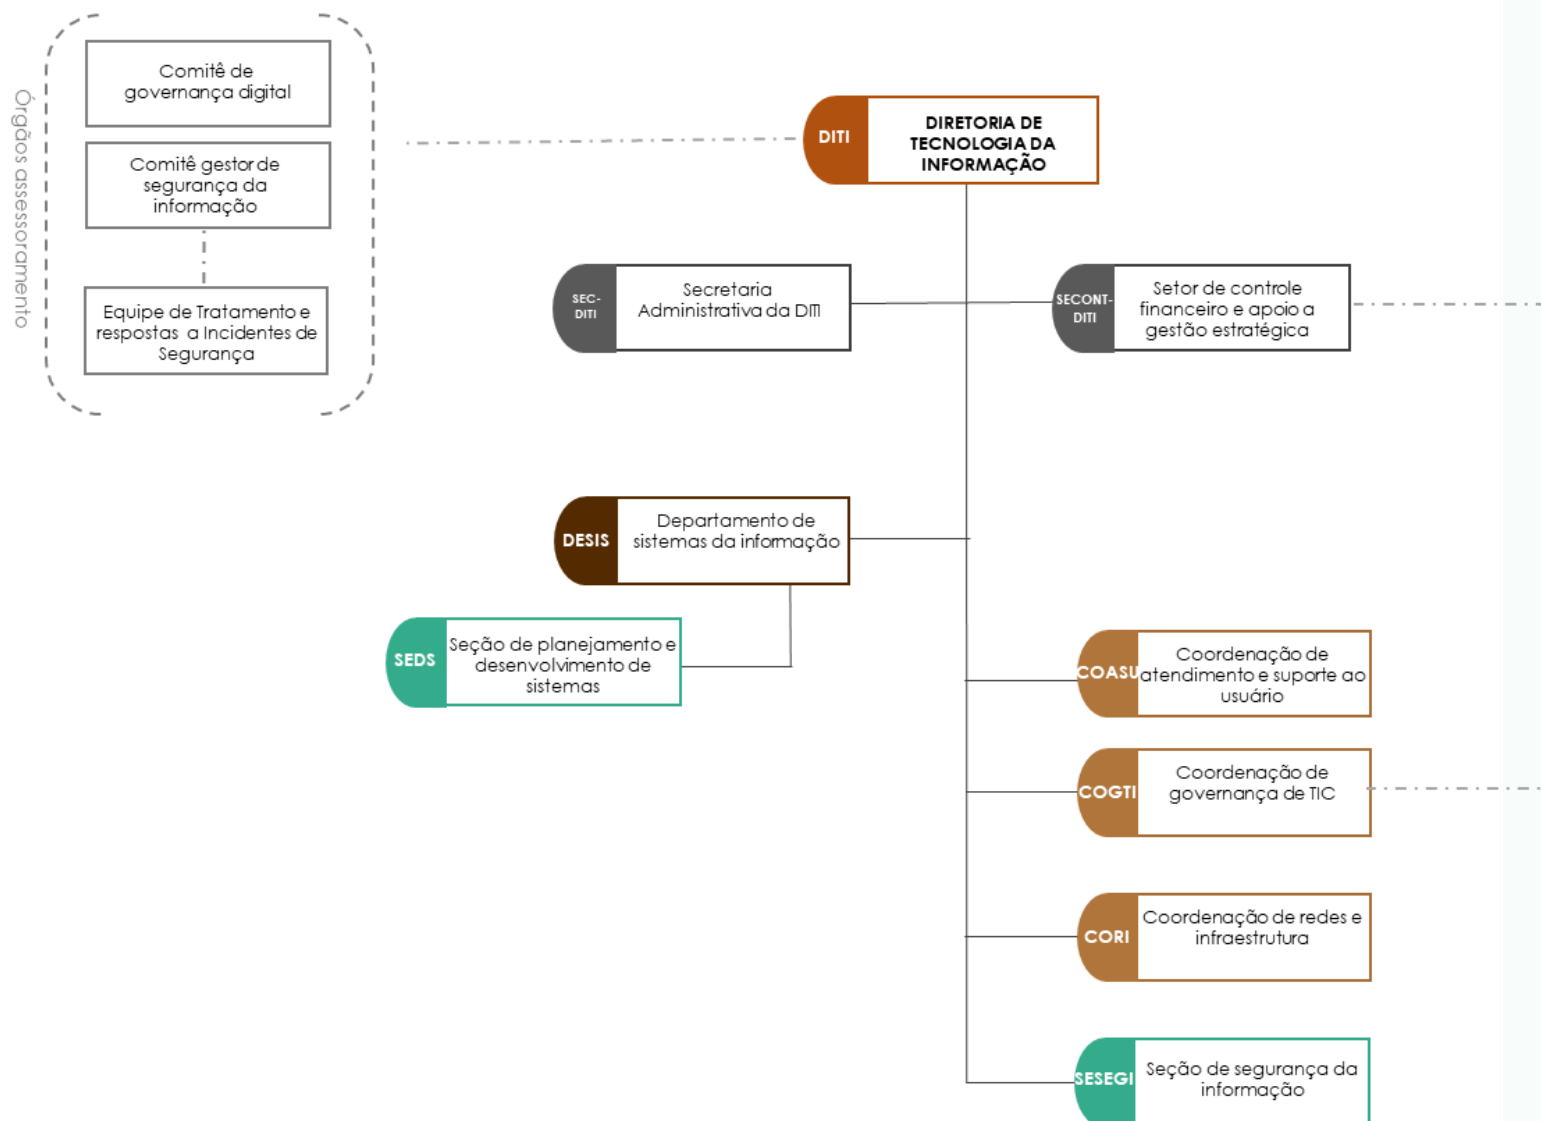 Órgãos assessoramento
Comitê de
governança digital
Comitê gestor de
segurança da
informação
Equipe de Tratamento e
respostas a Incidentes de
Segurança
DITI
DIRETORIA DE
TECNOLOGIA DA
INFORMAÇÃO
SEC-
DITI
Secretaria
Administrativa da DITI
SECONT-
DITI
Setor de controle
financeiro e apoio a
gestão estratégica
DESIS
Departamento de
sistemas da informação
SEDS
Seção de planejamento e
desenvolvimento de
sistemas
COASU
Coordenação de
atendimento e suporte ao
usuário
COGTI
Coordenação de
governança de TIC
CORI
Coordenação de redes e
infraestrutura
SESEGI
Seção de segurança da
informação